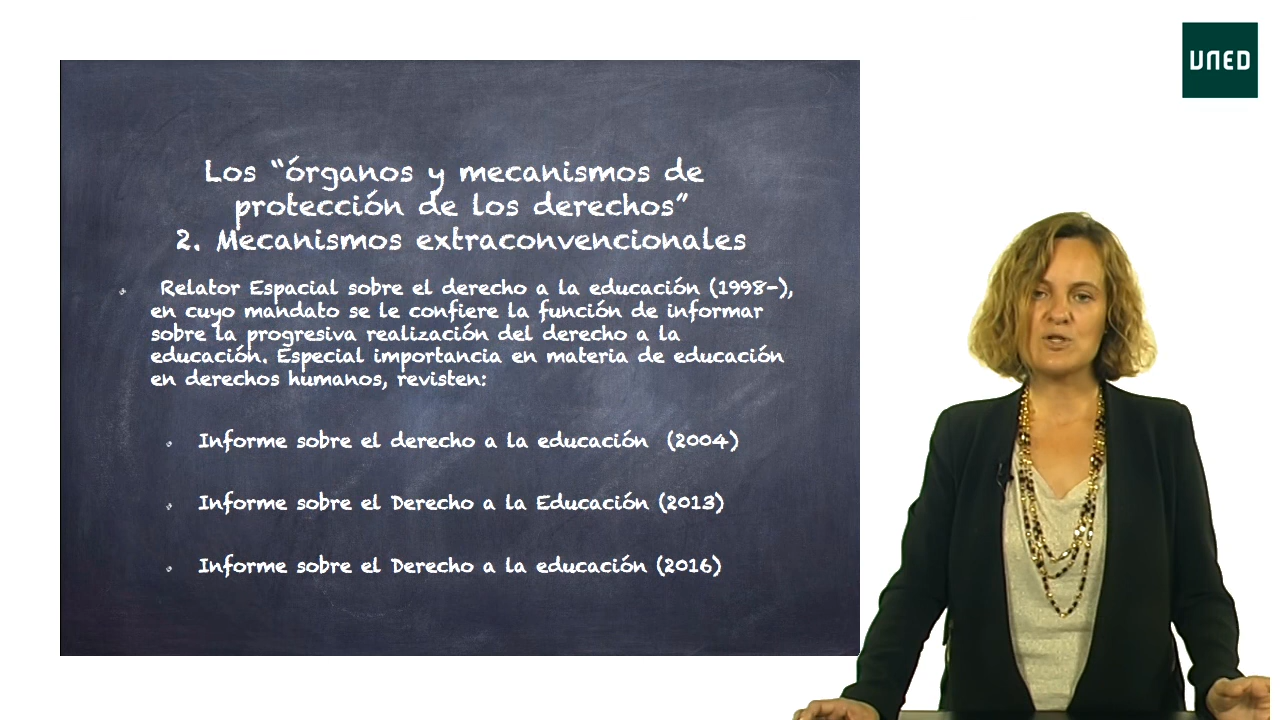 UNED
Los “órganos y mecanismos de
protección de los derechos”
2. Mecanismos extraconvencionales
Relator Espacial sobre el derecho a la educación (1998-),
en cuyo mandato se le confiere la función de informar
sobre la progresiva realización del derecho a la
educación. Especial importancia en materia de educación
en derechos humanos, revisten:
Informe sobre el derecho a la educación (2004)
Informe sobre el Derecho a la Educación (2013)
Informe sobre el Derecho a la educación (2016)